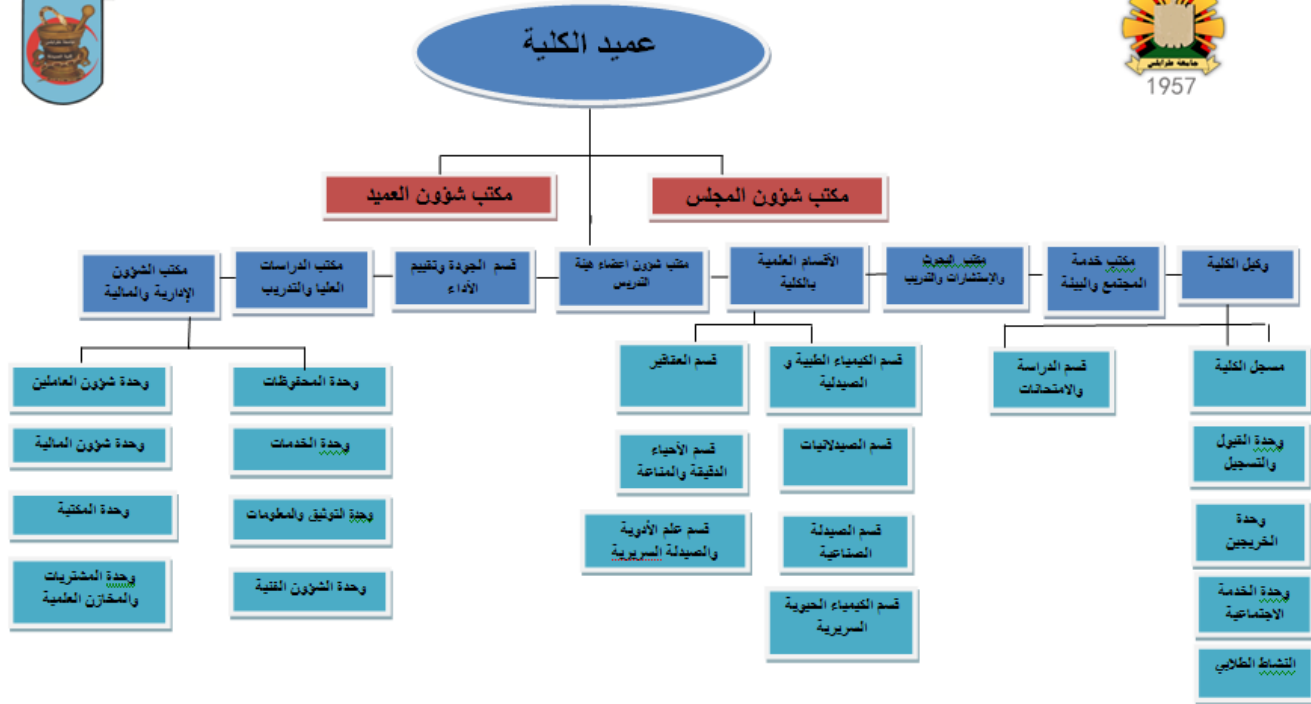 عميد الكلية
جامعة طرابلس
1957
مكتب شؤون المجلس
مكتب شؤون العميد
وكيل الكلية
مكتب خدمة
المجتمع والبيئة
مكتب البحوث
والإستشارات والتدريب
الأقسام العلمية
بالكلية
مكتب شؤون اعضاء هيئة
التدريس
قسم الجودة وتقييم
الأداء
مكتب الدراسات
العليا والتدريب
مكتب الشؤون
الإدارية والمالية
مسجل الكلية
قسم الدراسة
والامتحانات
وحدة القبول
والتسجيل
وحدة
الخريجين
وحدة الخدمة
الاجتماعية
النشاط الطلابي
قسم الكيمياء الطبية و
الصيدلية
قسم العقاقير
قسم الصيدلانيات
قسم الأحياء
الدقيقة والمناعة
قسم الصيدلة
الصناعية
قسم علم الأدوية
والصيدلة السريرية
قسم الكيمياء الحيوية
السريرية
وحدة المحفوظات
وحدة شؤون العاملين
وحدة الخدمات
وحدة شؤون المالية
وحدة التوثيق والمعلومات
وحدة المكتبة
وحدة الشؤون الفنية
وحدة المشتريات
والمخازن العلمية